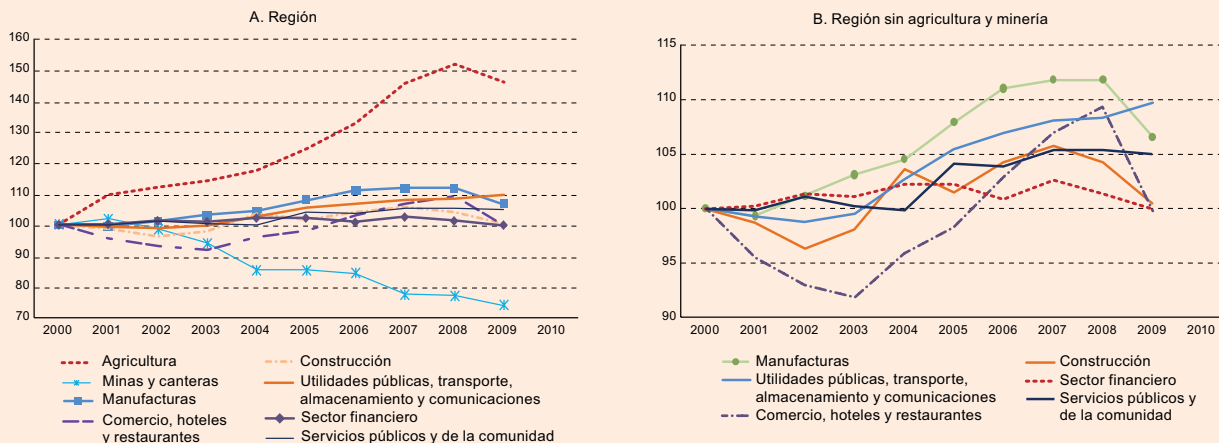 A. Región
160
150
140
130
120
110
100
90
80
70
2000 2001 2002 2003 2004 2005 2006 2007 2008 2009 2010
Agricultura
Minas y canteras
Manufacturas
Comercio, hoteles
y restaurantes
Construcción
Utilidades públicas, transporte,
almacenamiento y comunicaciones
Sector financiero
Servicios públicos y de la comunidad
B. Región sin agricultura y minería
115
110
105
100
95
90
2000 2001 2002 2003 2004 2005 2006 2007 2008 2009 2010
Manufacturas
Utilidades públicas, transporte,
almacenamiento y comunicaciones
Comercio, hoteles y restaurantes
Construcción
Sector financiero
Servicios públicos y
de la comunidad